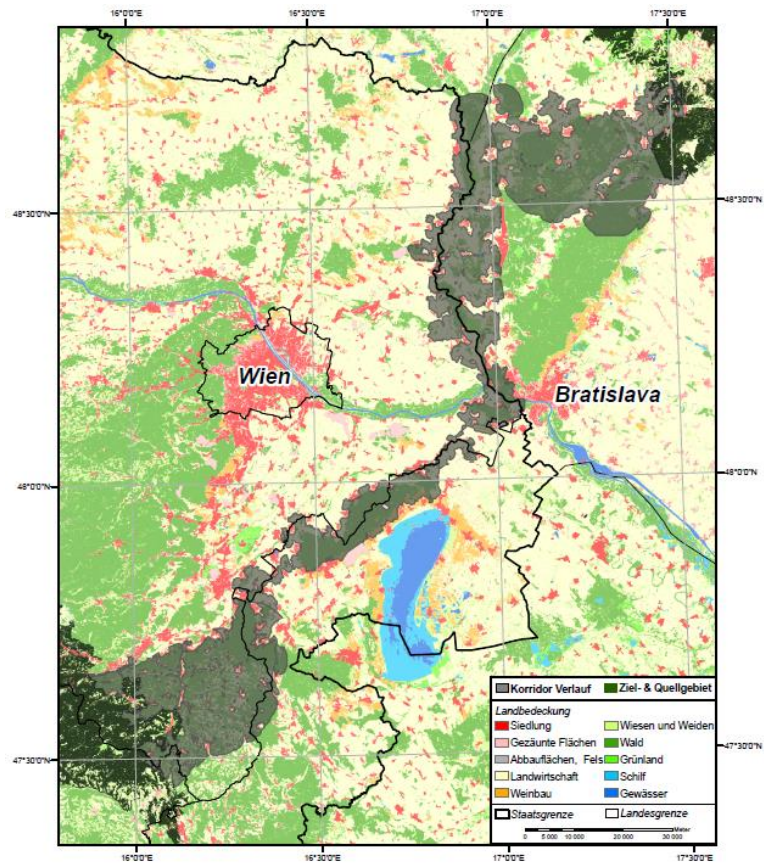 16°0'0"E 16°30'0"E 17°0'0"E 17°30'0"E
48°30'0"N 48°30'0"N
Wien
Bratislava
48°0'0"N 48°0'0"N
47°30'0"N 47°30'0"N
Korridor Verlauf Ziel- & Quellgebiet
Landbedeckung
Siedlung Wiesen und Weiden
Gezäunte Flächen Wald
Abbauflächen, Fels Grünland
Landwirtschaft Schilf
Weinbau Gewässer
Staatsgrenze Landesgrenze
Meter
0 5 000 10 000 20 000 30 000
16°0'0"E 16°30'0"E 17°0'0"E 17°30'0"E